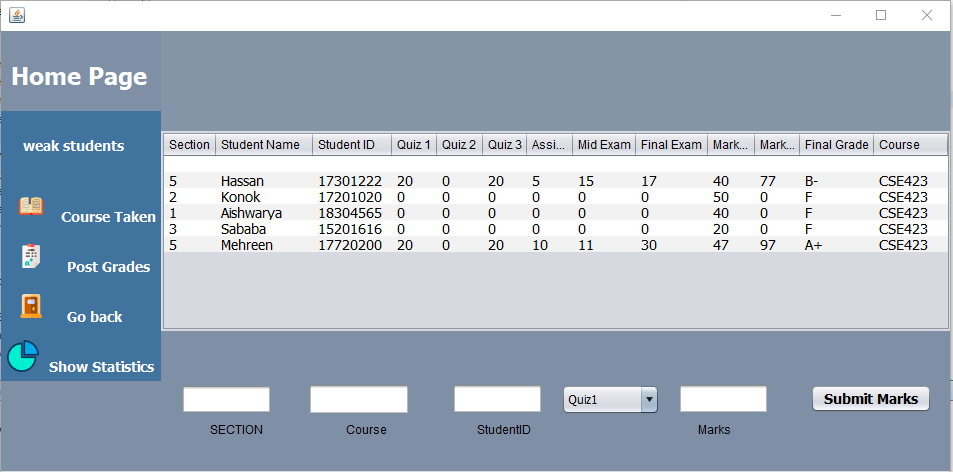 Home Page
weak students
Course Taken
Post Grades
Go back
Show Statistics
Section Student Name Student ID Quiz 1 Quiz 2 Quiz 3 Assi... Mid Exam Final Exam Mark... Mark... Final Grade Course
5 Hassan 17301222 20 0 20 5 15 17 40 77 B- CSE423
2 Konok 17201020 0 0 0 0 0 0 50 0 F CSE423
1 Aishwarya 18304565 0 0 0 0 0 0 40 0 F CSE423
3 Sababa 15201616 0 0 0 0 0 0 20 0 F CSE423
5 Mehreen 17720200 20 0 20 10 11 30 47 97 A+ CSE423
Quiz1 Submit Marks
SECTION Course StudentID Marks